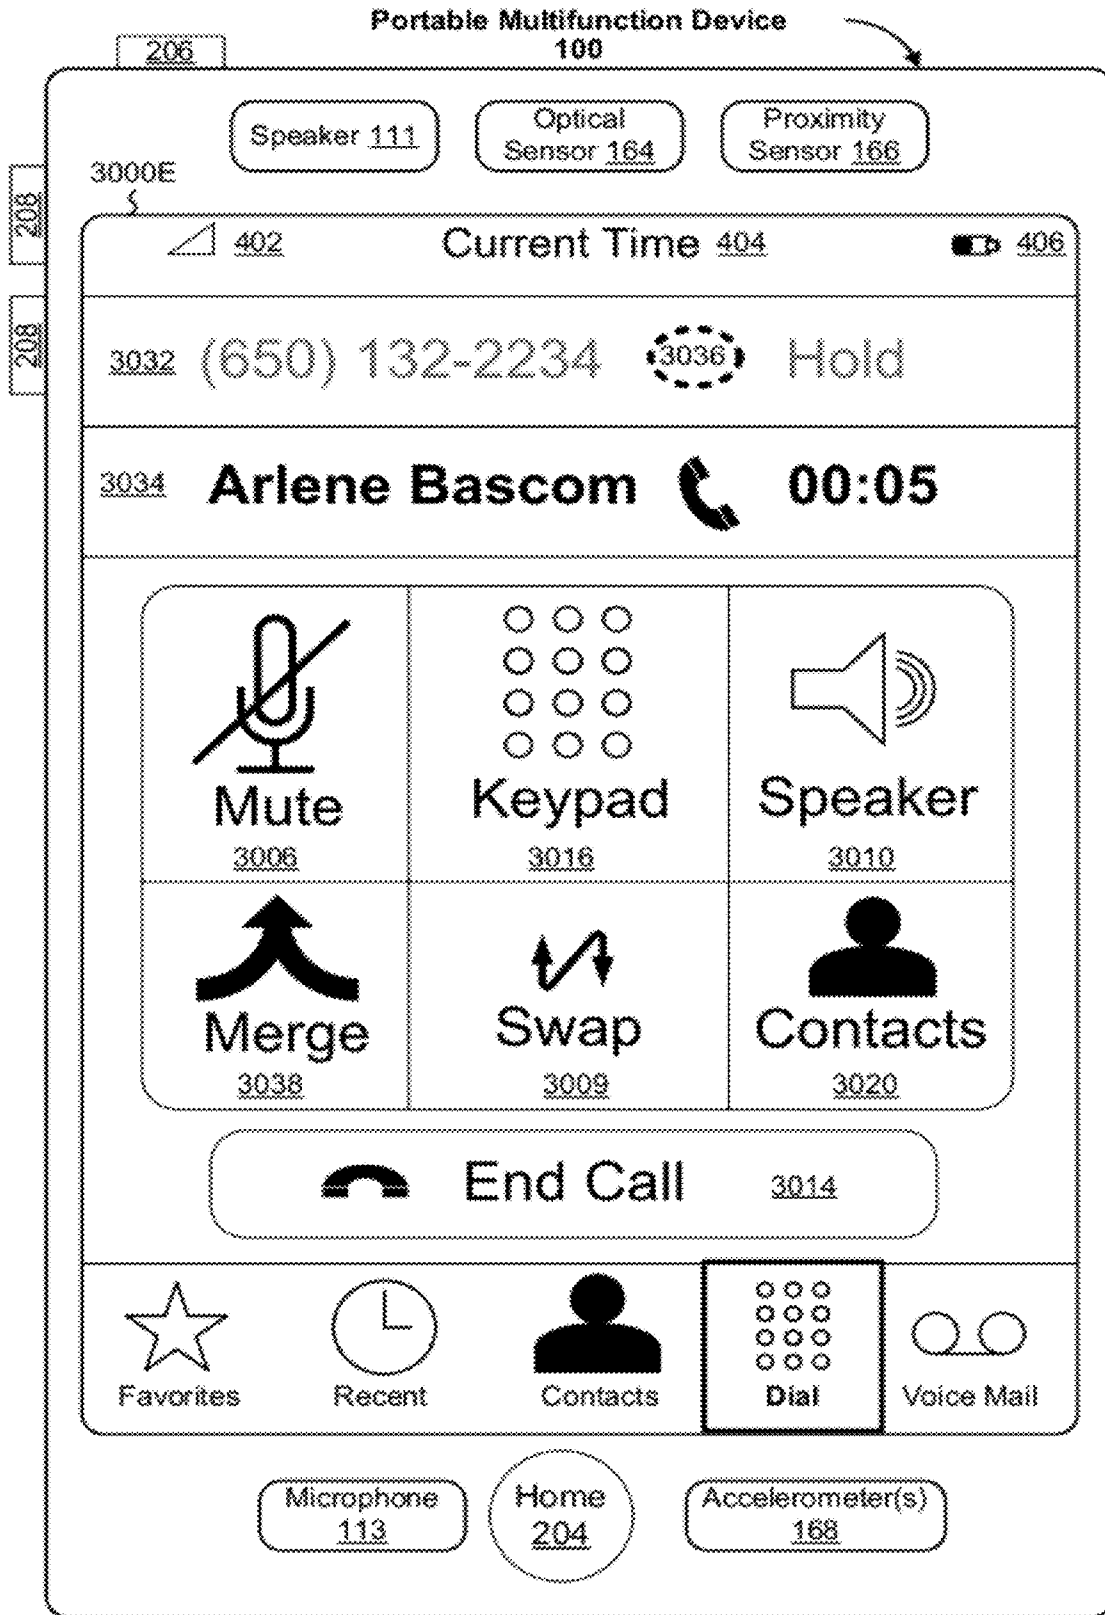 Portable Multifunction Device
100
206
Speaker 111
Optical
Sensor 164
Proximity
Sensor 166
3000E
208
208
402
Current Time 404
406
3032 (650) 132-2234 3036 Hold
3034 Arlene Bascom 00:05
Mute
3006
Keypad
3016
Speaker
3010
Merge
3038
Swap
3009
Contacts
3020
End Call 3014
Favorites
Recent
Contacts
Dial
Voice Mail
Microphone
113
Home
204
Accelerometer(s)
168